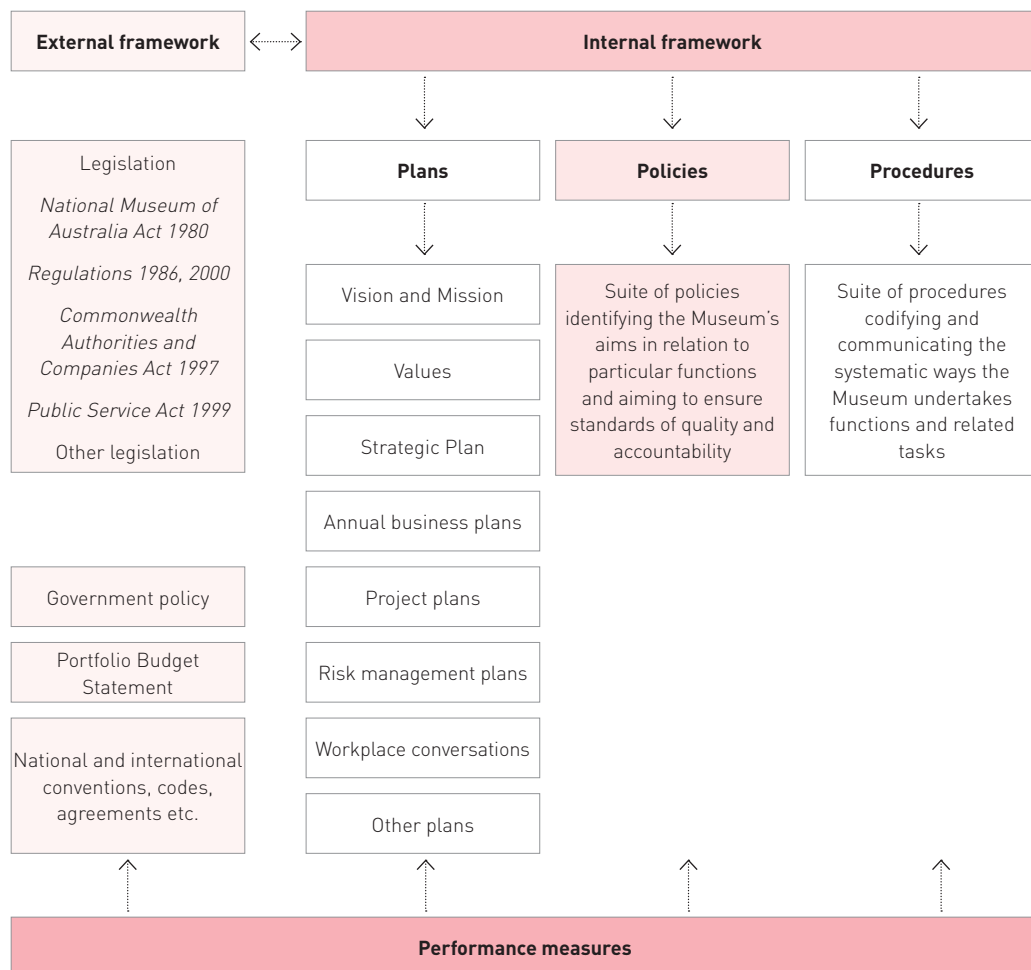 External framework
Internal framework
Legislation
National Museum of
Australia Act 1980
Regulations 1986, 2000
Commonwealth
Authorities and
Companies Act 1997
Public Service Act 1999
Other legislation
Government policy
Portfolio Budget
Statement
National and international
conventions, codes,
agreements etc.
Plans
Vision and Mission
Values
Strategic Plan
Annual business plans
Project plans
Risk management plans
Workplace conversations
Other plans
Policies
Suite of policies
identifying the Museum's
aims in relation to
particular functions
and aiming to ensure
standards of quality and
accountability
Procedures
Suite of procedures
codifying and
communicating the
systematic ways the
Museum undertakes
functions and related
tasks
Performance measures